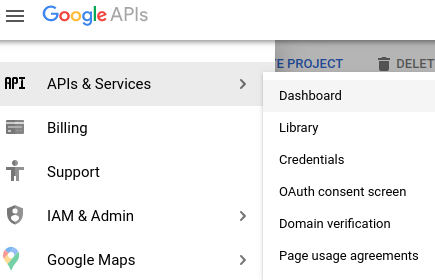 Google APIs
E PROJECT DELET
API APIs & Services
Dashboard
Library
Billing
Credentials
Support
OAuth consent screen
IAM & Admin
Domain verification
Google Maps
Page usage agreements